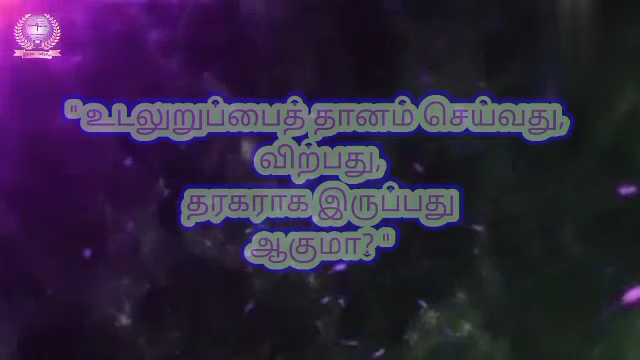 "உடலுறுப்பைத் தானம் செய்வது,
விற்பது,
தரகராக இருப்பது
ஆகுமா?"